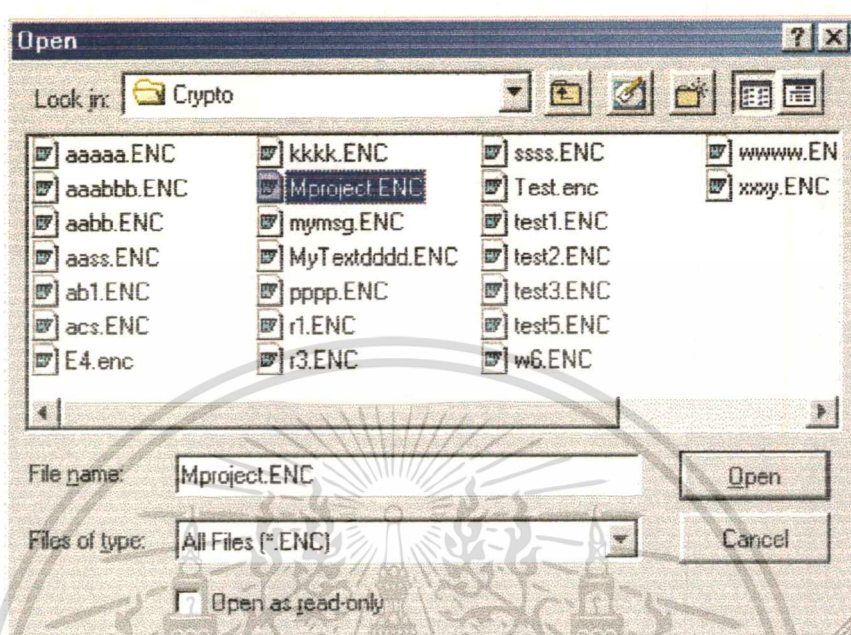 Open
Look in: Crypto
aaaaa.ENC
aaabbb.ENC
aabb.ENC
aass.ENC
ab1.ENC
acs.ENC
E4.enc
kkkk.ENC
Mproject.ENC
mymsg.ENC
MyTextdddd.ENC
pppp.ENC
r1.ENC
r3.ENC
ssss.ENC
Test.enc
test1.ENC
test2.ENC
test3.ENC
test5.ENC
w6.ENC
wwww.EN
xxxy.ENC
File name: Mproject.ENC
Open
Files of type: All Files (*.ENC)
Cancel
Open as read-only